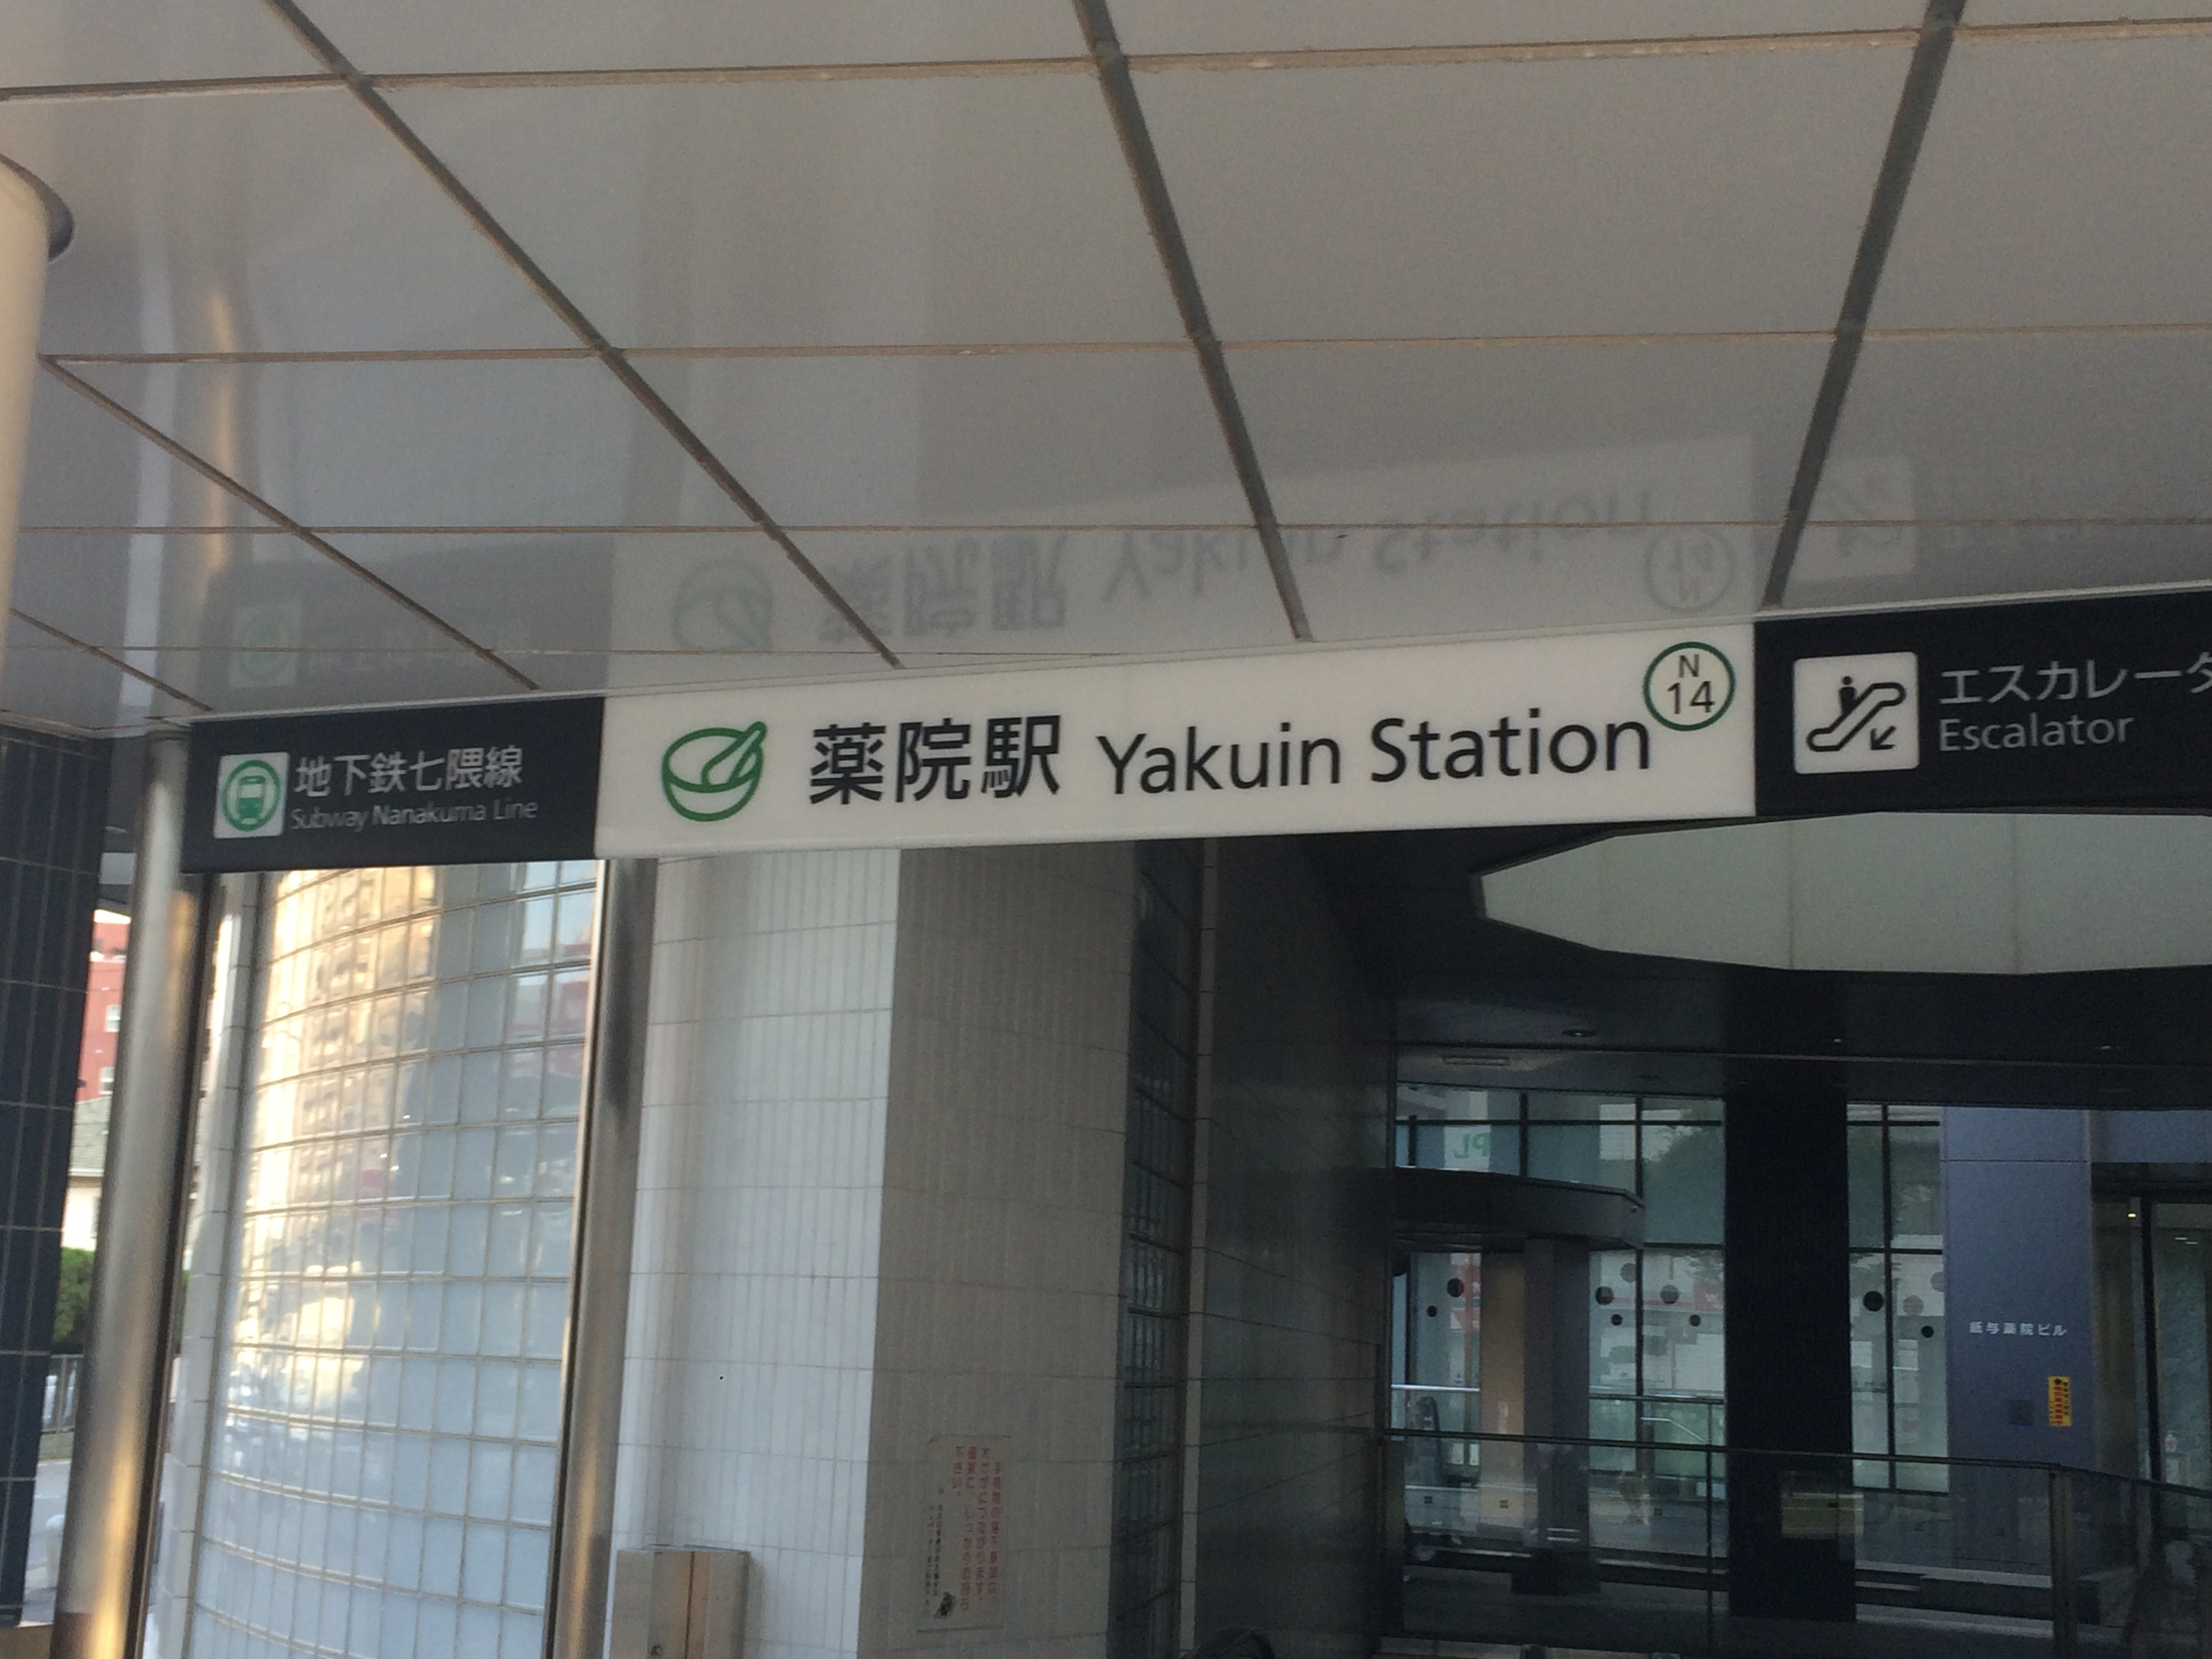 地下鉄七隈線
Subway Nanakuma Line
薬院駅 Yakuin Station
N
14
エスカレータ
Escalator
紙与薬院ビル